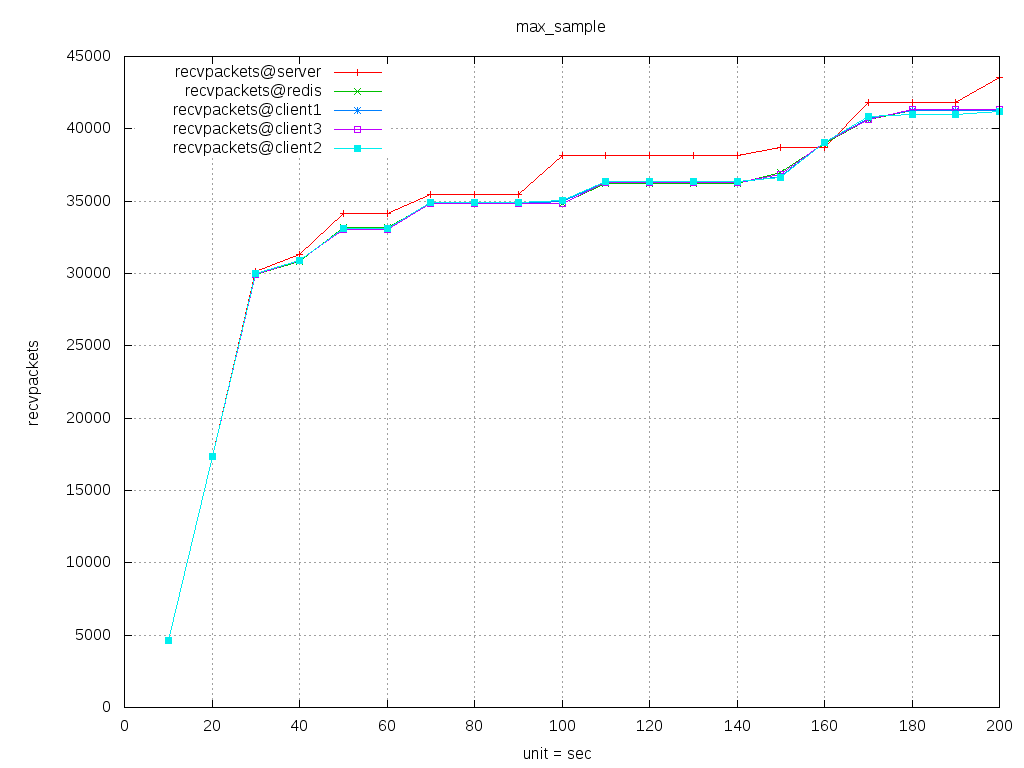 max_sample
45000
40000
35000
30000
25000
20000
15000
10000
5000
0
recvpackets
recvpackets@server
recvpackets@redis
recvpackets@client1
recvpackets@client3
recvpackets@client2
0 20 40 60 80 100 120 140 160 180 200
unit = sec